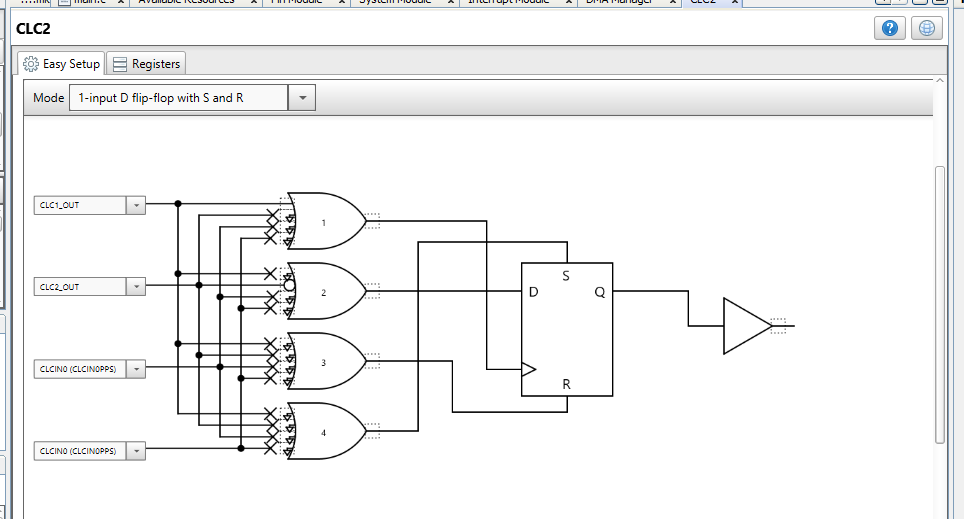 main.c Available Resources Pin Module System Module Interrupt Module DMA Manager CLC2
CLC2
Easy Setup Registers
Mode 1-input D flip-flop with S and R
CLC1_OUT
1
CLC2_OUT
2
S
D Q
CLCIN0 (CLCIN0PPS)
3
R
CLCIN0 (CLCIN0PPS)
4